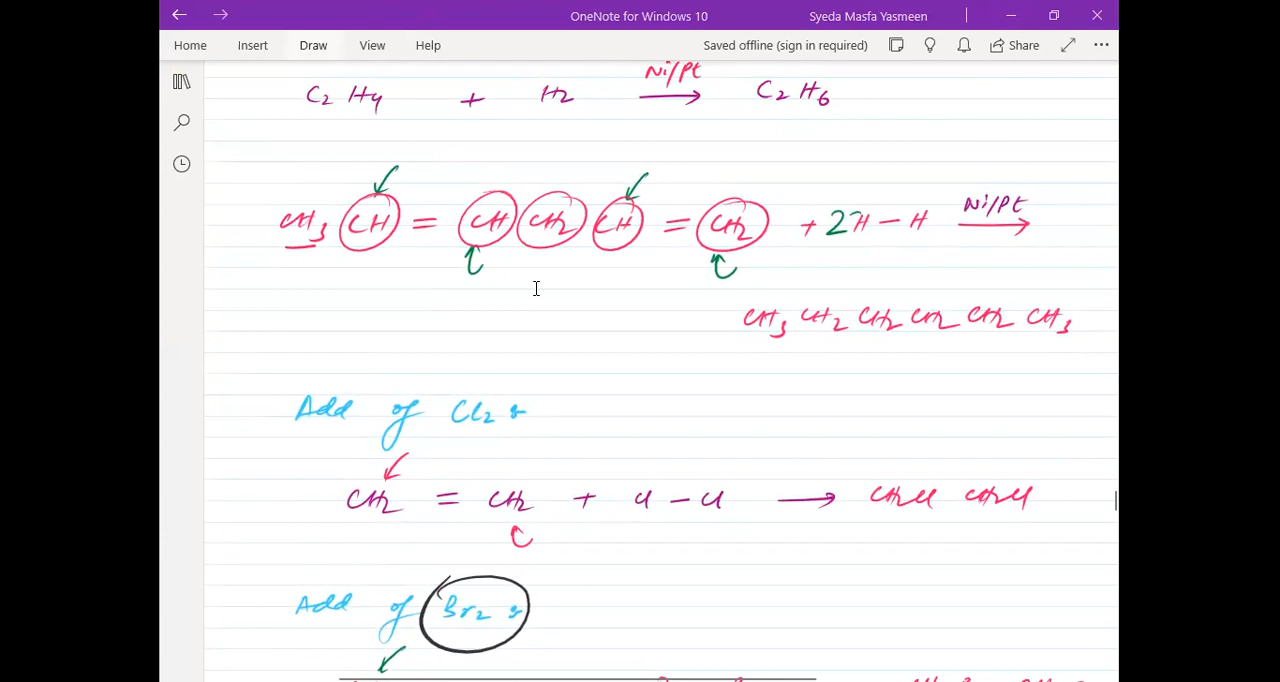 OneNote for Windows 10 Syeda Masfa Yasmeen
Home Insert Draw View Help Saved offline (sign in required) Share
Ni/Pt
C2 H4 + H2 → C2 H6
CH3 CH = CH CH2 CH = CH2 + 2H – H Ni/Pt →
CH3 CH2 CH2 CH2 CH2 CH3
Add of Cl2 :
CH2 = CH2 + Cl – Cl → CH2Cl CH2Cl
Add of Br2 :